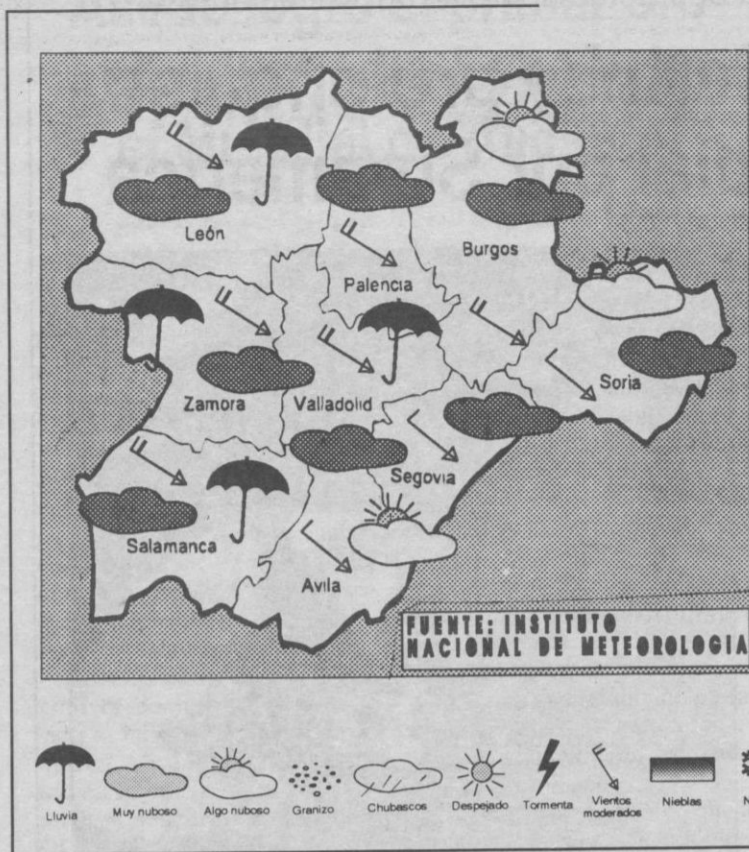 León
Burgos
Palencia
Soria
Zamora
Valladolid
Segovia
Salamanca
Avila
FUENTE: INSTITUTO
NACIONAL DE METEOROLOGIA
Lluvia
Muy nuboso
Algo nuboso
Granizo
Chubascos
Despejado
Tormenta
Vientos
moderados
Nieblas